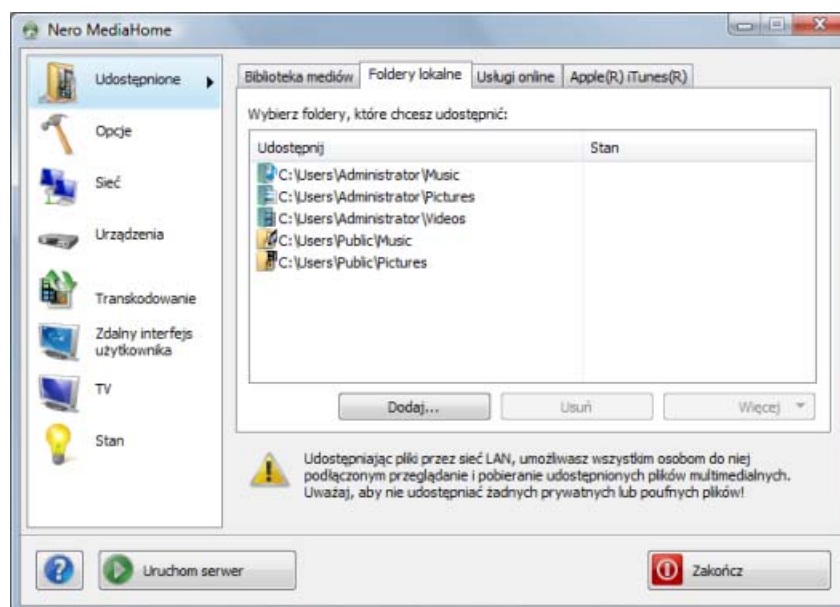 Nero MediaHome
Udostępnione
Opcje
Sieć
Urządzenia
Transkodowanie
Zdalny interfejs
użytkownika
TV
Stan
Biblioteka mediów Foldery lokalne Usługi online Apple(R) iTunes(R)
Wybierz foldery, które chcesz udostępnić:
Udostępnij Stan
C:\Users\Administrator\Music
C:\Users\Administrator\Pictures
C:\Users\Administrator\Videos
C:\Users\Public\Music
C:\Users\Public\Pictures
Dodaj... Usuń Więcej
Udostępniając pliki przez sieć LAN, umożliwasz wszystkim osobom do niej
podłączonym przeglądanie i pobieranie udostępnionych plików multimedialnych.
Uważaj, aby nie udostępniać żadnych prywatnych lub poufnych plików!
Uruchom serwer Zakończ